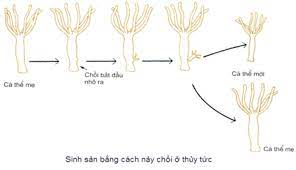 Cá thể mẹ
Chồi bắt đầu
nhô ra
Cá thể mới
Cá thể mẹ
Sinh sản bằng cách nảy chồi ở thủy tức